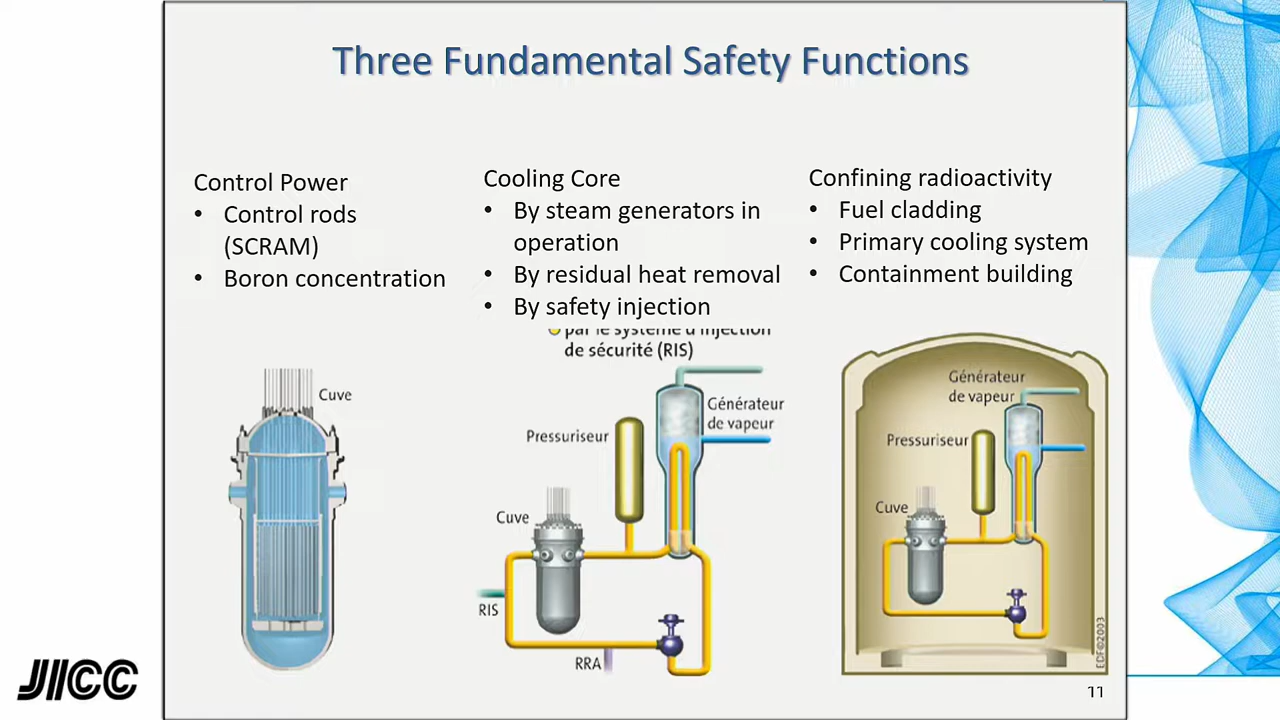 Three Fundamental Safety Functions
Control Power
• Control rods
(SCRAM)
• Boron concentration
Cooling Core
• By steam generators in
operation
• By residual heat removal
• By safety injection
Confining radioactivity
• Fuel cladding
• Primary cooling system
• Containment building
Cuve
par le système d'injection
de sécurité (RIS)
Générateur
de vapeur
Pressuriseur
Cuve
RIS
RRA
Générateur
de vapeur
Pressuriseur
Cuve
EDF©2003
JICC
11